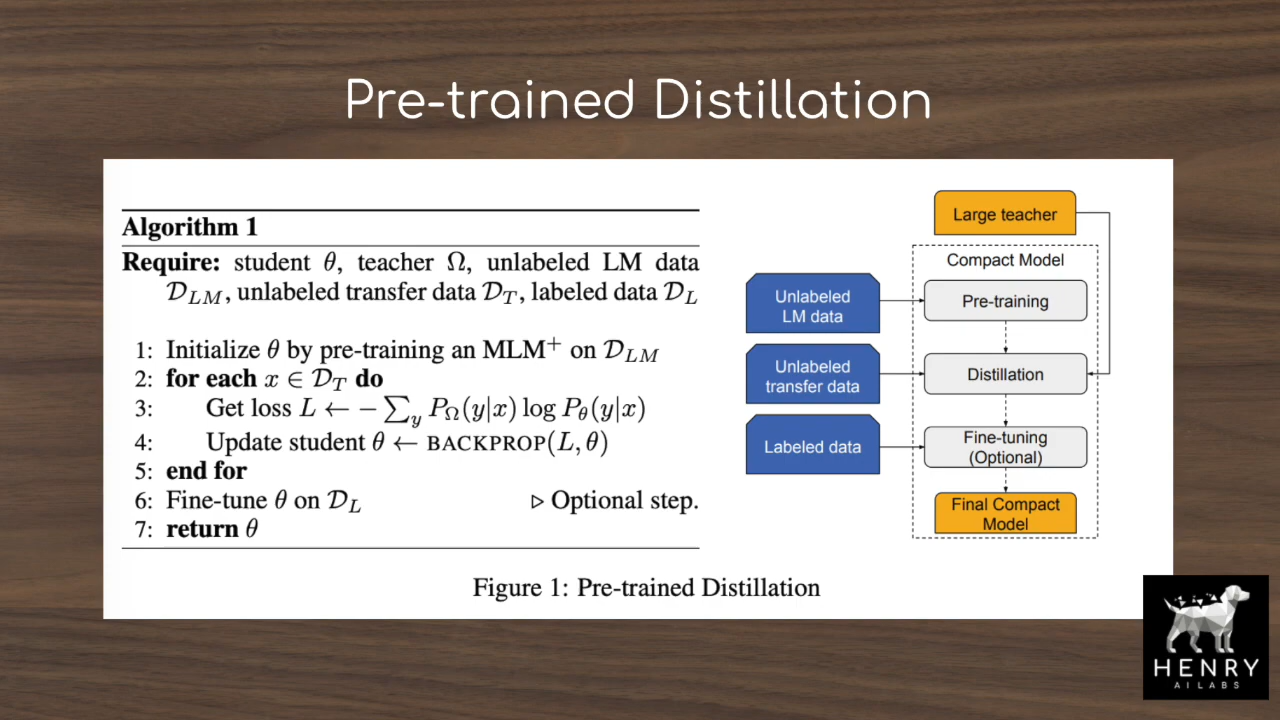 Pre-trained Distillation
Algorithm 1
Require: student θ, teacher Ω, unlabeled LM data
𝒟_LM, unlabeled transfer data 𝒟_T, labeled data 𝒟_L
1: Initialize θ by pre-training an MLM⁺ on 𝒟_LM
2: for each x ∈ 𝒟_T do
3: Get loss L ← − ∑_y P_Ω(y|x) log P_θ(y|x)
4: Update student θ ← BACKPROP(L, θ)
5: end for
6: Fine-tune θ on 𝒟_L ▷ Optional step.
7: return θ
Large teacher
Compact Model
Unlabeled
LM data
Pre-training
Unlabeled
transfer data
Distillation
Labeled data
Fine-tuning
(Optional)
Final Compact
Model
Figure 1: Pre-trained Distillation
HENRY
AI LABS